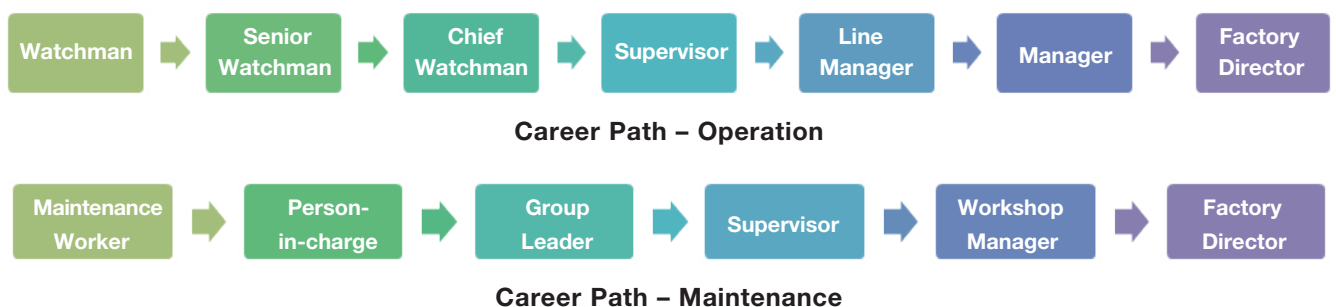 Watchman
Senior
Watchman
Chief
Watchman
Supervisor
Line
Manager
Manager
Factory
Director
Career Path – Operation
Maintenance
Worker
Person-
in-charge
Group
Leader
Supervisor
Workshop
Manager
Factory
Director
Career Path – Maintenance